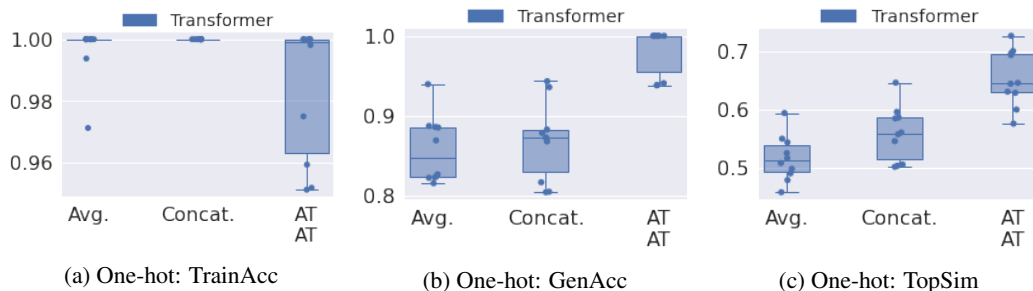 Transformer
1.00
0.98
0.96
Avg.
Concat.
AT
AT
(a) One-hot: TrainAcc
Transformer
1.0
0.9
0.8
Avg.
Concat.
AT
AT
(b) One-hot: GenAcc
Transformer
0.7
0.6
0.5
Avg.
Concat.
AT
AT
(c) One-hot: TopSim